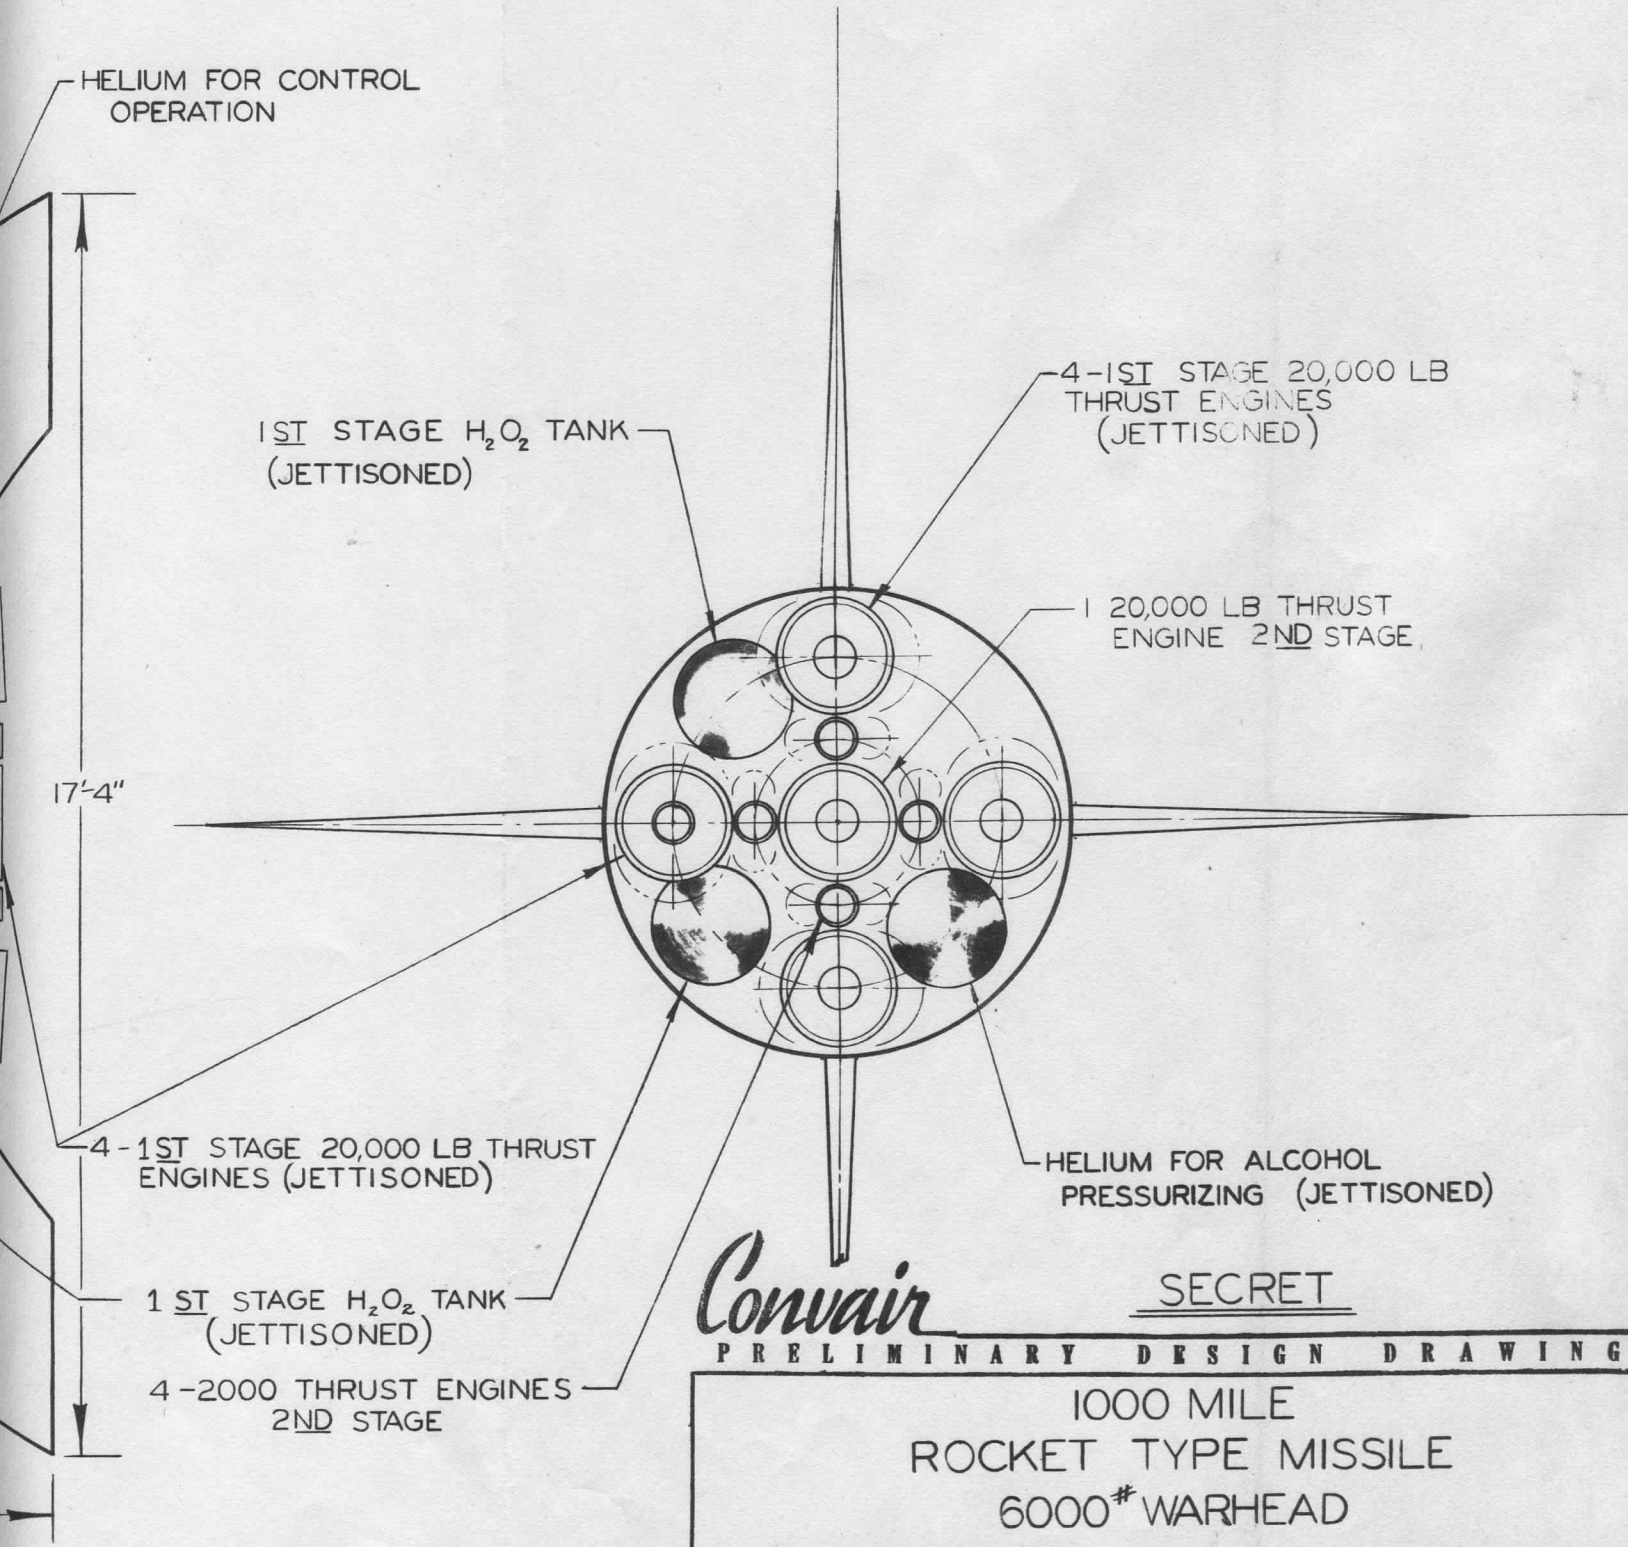 HELIUM FOR CONTROL
OPERATION
4-1ST STAGE 20,000 LB
THRUST ENGINES
(JETTISONED)
1ST STAGE H₂O₂ TANK
(JETTISONED)
1 20,000 LB THRUST
ENGINE 2ND STAGE
17'-4"
4-1ST STAGE 20,000 LB THRUST
ENGINES (JETTISONED)
HELIUM FOR ALCOHOL
PRESSURIZING (JETTISONED)
1 ST STAGE H₂O₂ TANK
(JETTISONED)
4-2000 THRUST ENGINES
2ND STAGE
Convair
SECRET
PRELIMINARY DESIGN DRAWING
1000 MILE
ROCKET TYPE MISSILE
6000# WARHEAD